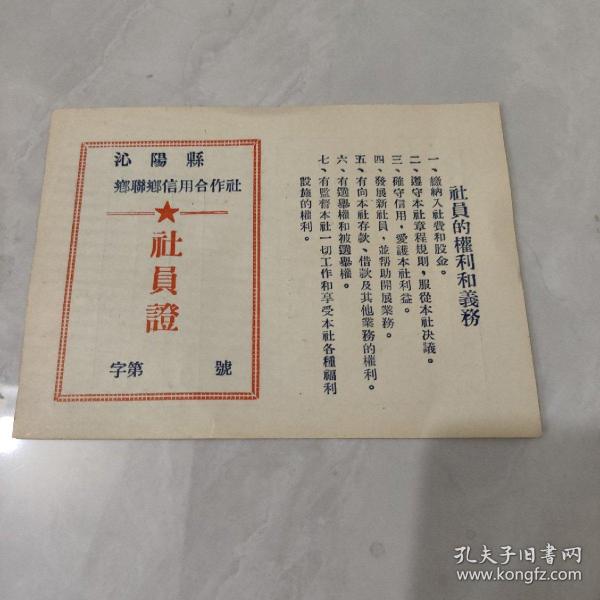 沁陽縣
鄉聯鄉信用合作社
社員證
字第 號
社員的權利和義務
一、繳納入社費和股金。
二、遵守本社章程規則，服從本社決議。
三、確守信用，愛護本社利益。
四、發展新社員，並帮助開展業務。
五、有向本社存款、借款及其他業務的權利。
六、有選舉權和被選舉權。
七、有監督本社一切工作和享受本社各種福利
設施的權利。
孔夫子旧书网
www.kongfz.com